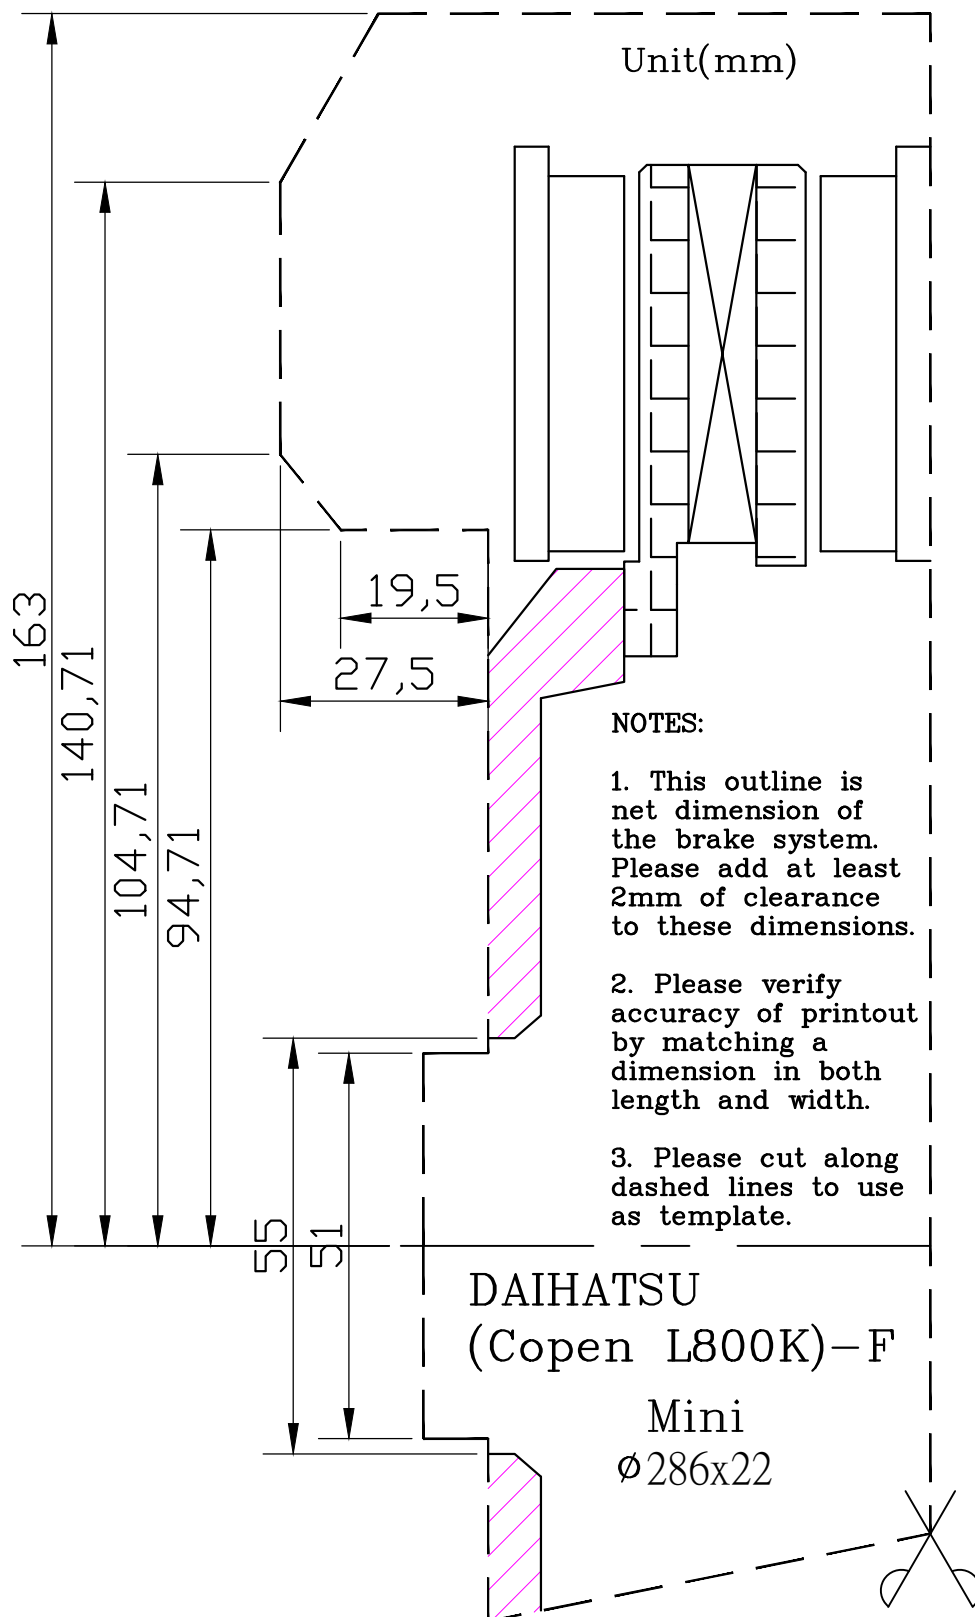 Unit(mm)
19,5
27,5
163
140,71
104,71
94,71
55
51
NOTES:
1. This outline is
net dimension of
the brake system.
Please add at least
2mm of clearance
to these dimensions.
2. Please verify
accuracy of printout
by matching a
dimension in both
length and width.
3. Please cut along
dashed lines to use
as template.
DAIHATSU
(Copen L800K)-F
Mini
Ø286x22